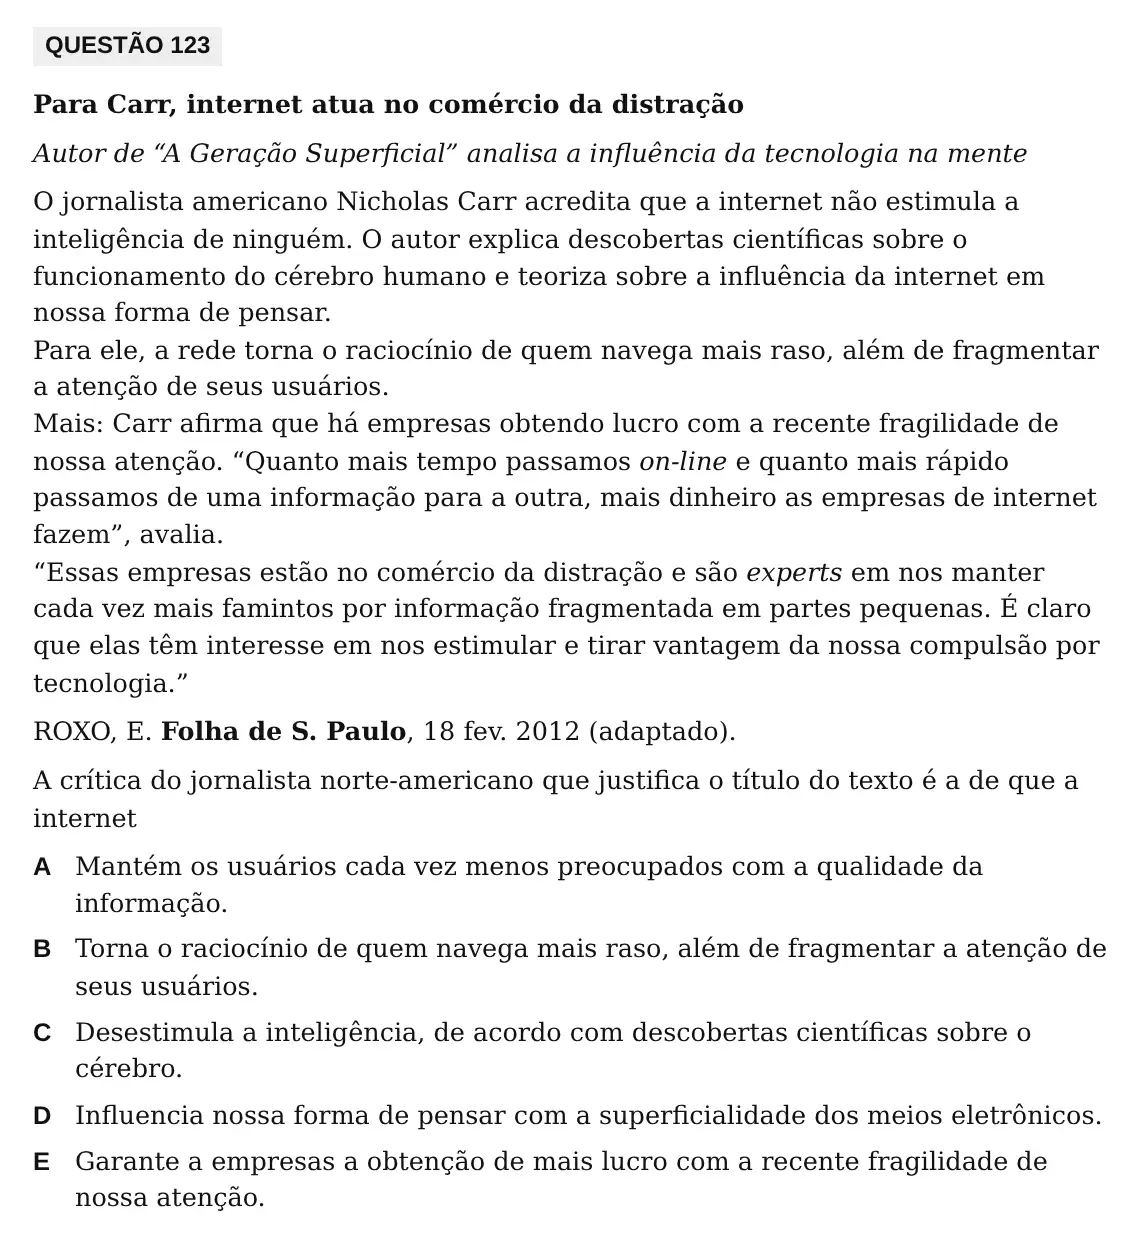 QUESTÃO 123
Para Carr, internet atua no comércio da distração
Autor de “A Geração Superficial” analisa a influência da tecnologia na mente
O jornalista americano Nicholas Carr acredita que a internet não estimula a
inteligência de ninguém. O autor explica descobertas científicas sobre o
funcionamento do cérebro humano e teoriza sobre a influência da internet em
nossa forma de pensar.
Para ele, a rede torna o raciocínio de quem navega mais raso, além de fragmentar
a atenção de seus usuários.
Mais: Carr afirma que há empresas obtendo lucro com a recente fragilidade de
nossa atenção. “Quanto mais tempo passamos on-line e quanto mais rápido
passamos de uma informação para a outra, mais dinheiro as empresas de internet
fazem”, avalia.
“Essas empresas estão no comércio da distração e são experts em nos manter
cada vez mais famintos por informação fragmentada em partes pequenas. É claro
que elas têm interesse em nos estimular e tirar vantagem da nossa compulsão por
tecnologia.”
ROXO, E. Folha de S. Paulo, 18 fev. 2012 (adaptado).
A crítica do jornalista norte-americano que justifica o título do texto é a de que a
internet
A Mantém os usuários cada vez menos preocupados com a qualidade da
informação.
B Torna o raciocínio de quem navega mais raso, além de fragmentar a atenção de
seus usuários.
C Desestimula a inteligência, de acordo com descobertas científicas sobre o
cérebro.
D Influencia nossa forma de pensar com a superficialidade dos meios eletrônicos.
E Garante a empresas a obtenção de mais lucro com a recente fragilidade de
nossa atenção.